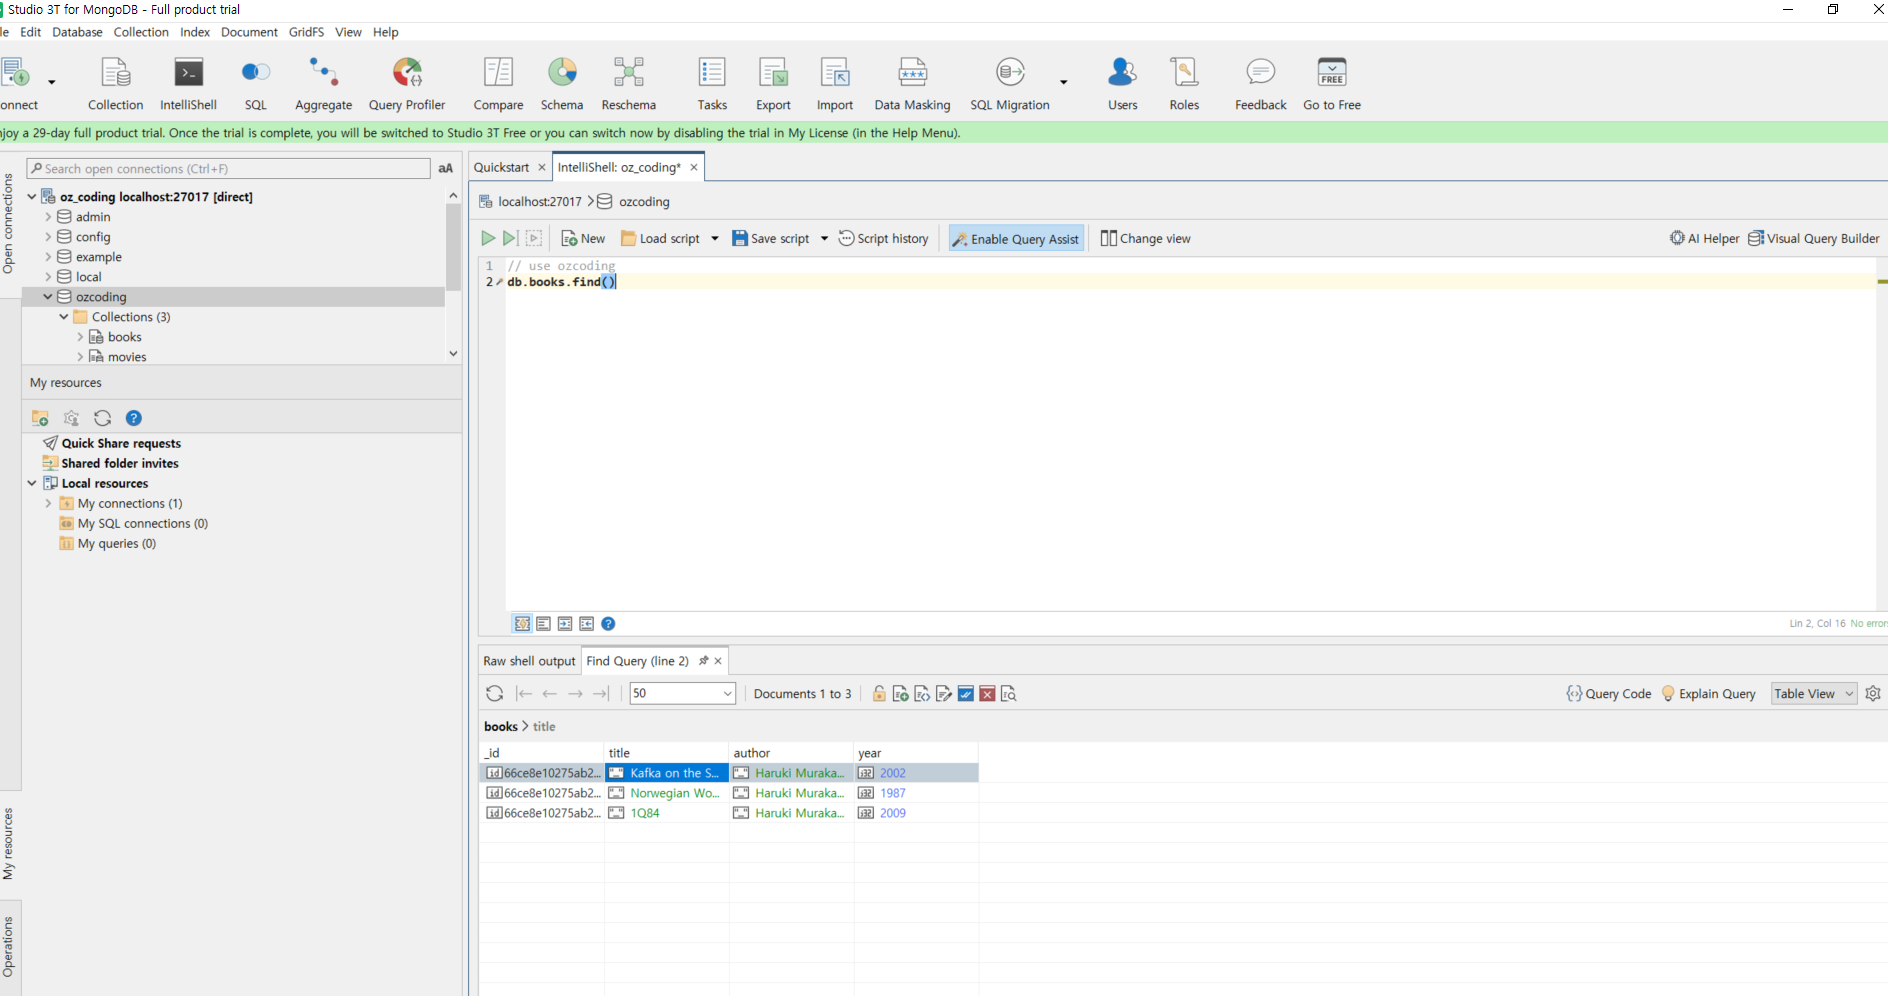 Studio 3T for MongoDB - Full product trial
le Edit Database Collection Index Document GridFS View Help
onnect Collection IntelliShell SQL Aggregate Query Profiler Compare Schema Reschema Tasks Export Import Data Masking SQL Migration Users Roles Feedback FREE Go to Free
njoy a 29-day full product trial. Once the trial is complete, you will be switched to Studio 3T Free or you can switch now by disabling the trial in My License (in the Help Menu).
Open connections
Search open connections (Ctrl+F) aA
oz_coding localhost:27017 [direct]
admin
config
example
local
ozcoding
Collections (3)
books
movies
My resources
Quick Share requests
Shared folder invites
Local resources
My connections (1)
My SQL connections (0)
My queries (0)
My resources
Operations
Quickstart × IntelliShell: oz_coding* ×
localhost:27017 > ozcoding
New Load script Save script Script history Enable Query Assist Change view AI Helper Visual Query Builder
1 // use ozcoding
2 db.books.find()
Lin 2, Col 16 No errors
Raw shell output Find Query (line 2) ×
50 Documents 1 to 3 Query Code Explain Query Table View
books > title
_id title author year
66ce8e10275ab2... Kafka on the S... Haruki Muraka... 2002
66ce8e10275ab2... Norwegian Wo... Haruki Muraka... 1987
66ce8e10275ab2... 1Q84 Haruki Muraka... 2009